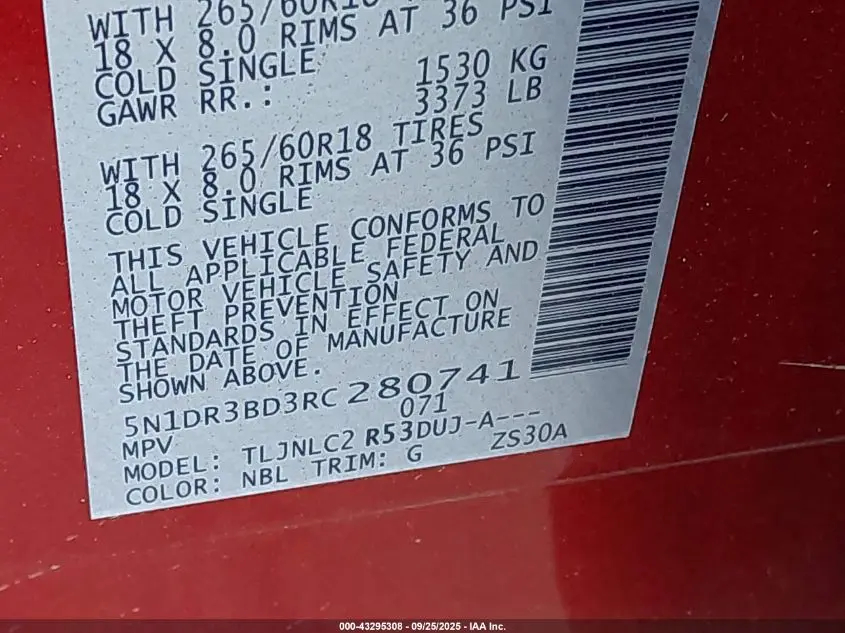 WITH 265/60R18
18 X 8.0 RIMS AT 36 PSI
COLD SINGLE
GAWR RR.: 1530 KG
3373 LB
WITH 265/60R18 TIRES
18 X 8.0 RIMS AT 36 PSI
COLD SINGLE
THIS VEHICLE CONFORMS TO
ALL APPLICABLE FEDERAL
MOTOR VEHICLE SAFETY AND
THEFT PREVENTION
STANDARDS IN EFFECT ON
THE DATE OF MANUFACTURE
SHOWN ABOVE.
5N1DR3BD3RC280741
MPV 071
MODEL: TLJNLC2 R53DUJ-A---
COLOR: NBL TRIM: G ZS30A
000-43295308 - 09/25/2025 - IAA Inc.